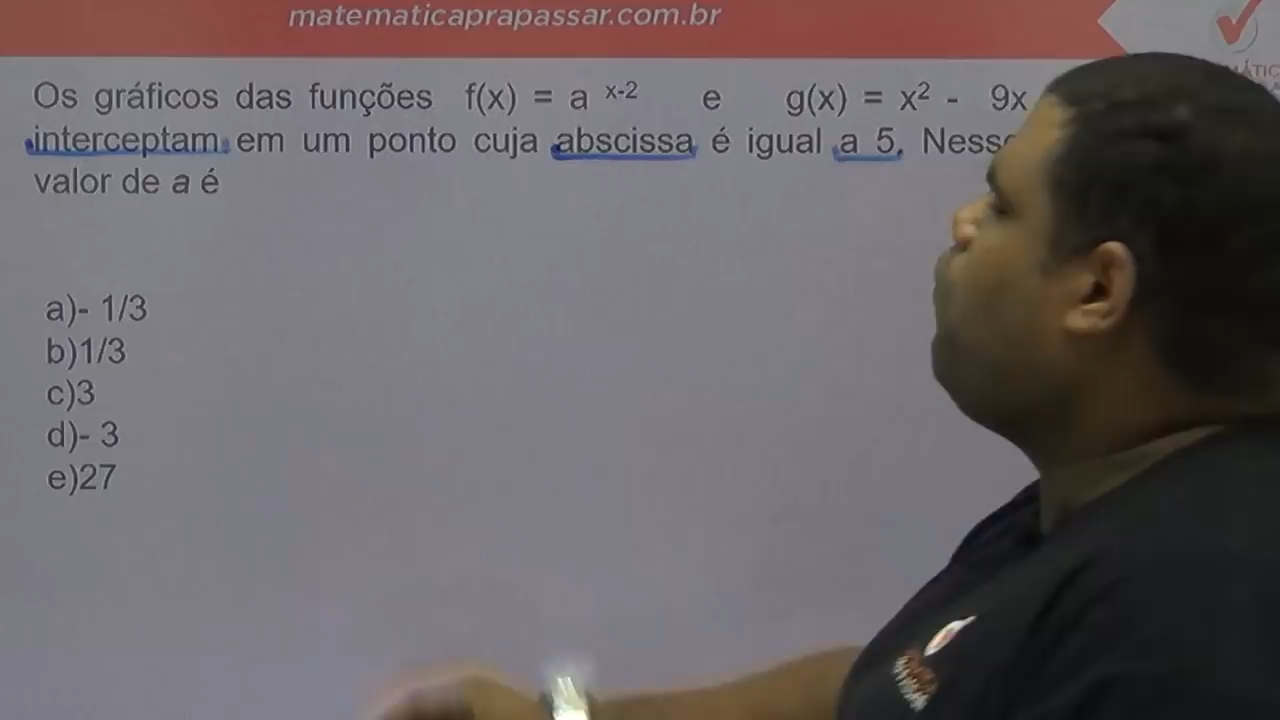 matematicaprapassar.com.br
Os gráficos das funções f(x) = a ˣ⁻² e g(x) = x² - 9x
interceptam em um ponto cuja abscissa é igual a 5.
valor de a é
a)- 1/3
b)1/3
c)3
d)- 3
e)27